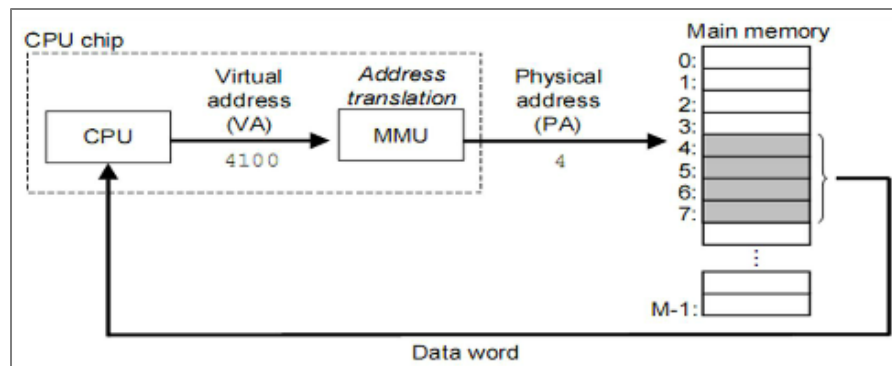 Main memory
CPU chip
Virtual
address
(VA)
Address
translation
Physical
address
(PA)
CPU
MMU
4100
4
0:
1:
2:
3:
4:
5:
6:
7:
⋮
M-1:
Data word